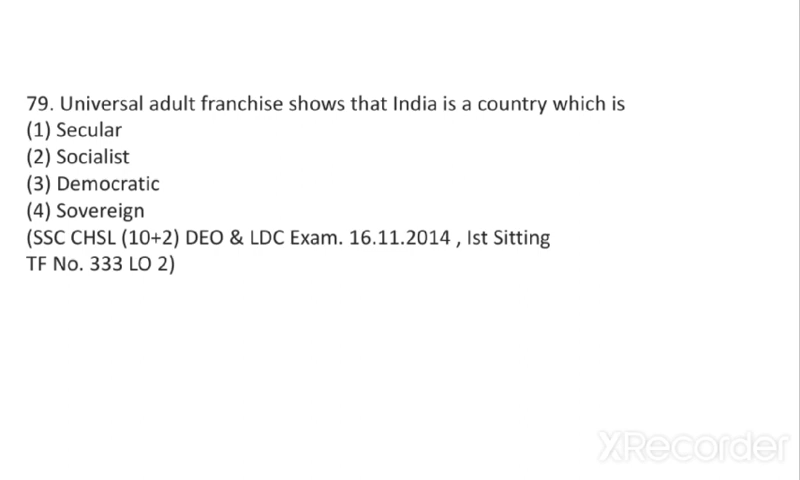 79. Universal adult franchise shows that India is a country which is
(1) Secular
(2) Socialist
(3) Democratic
(4) Sovereign
(SSC CHSL (10+2) DEO & LDC Exam. 16.11.2014 , Ist Sitting
TF No. 333 LO 2)
XRecorder